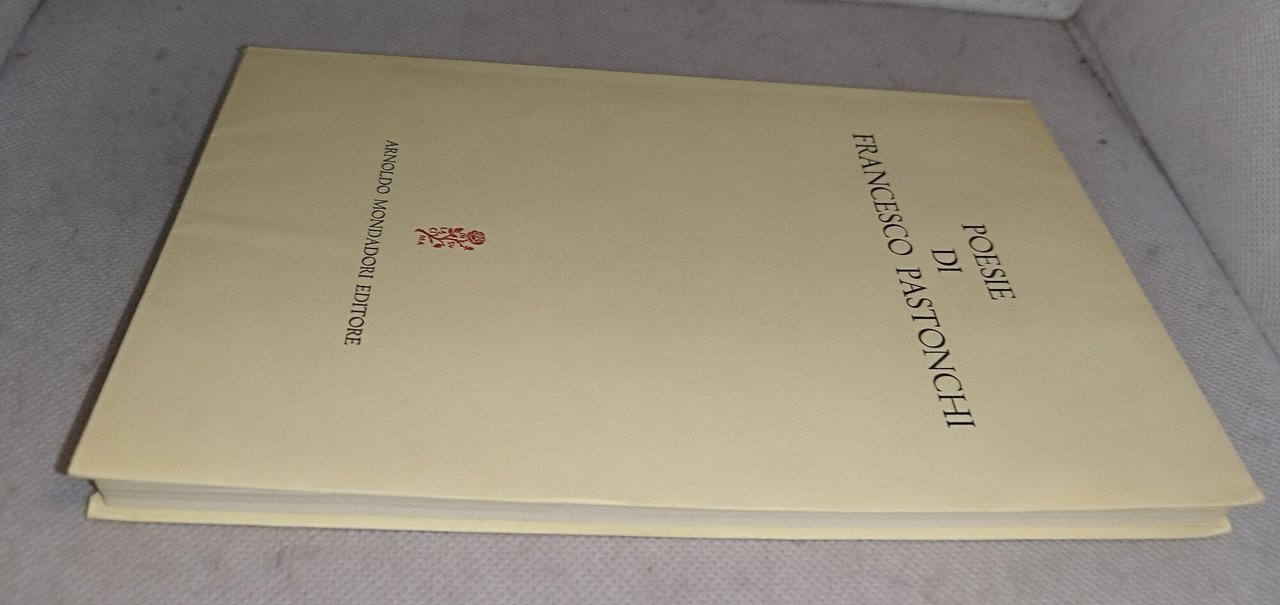 POESIE
DI
FRANCESCO PASTONCHI
ARNOLDO MONDADORI EDITORE